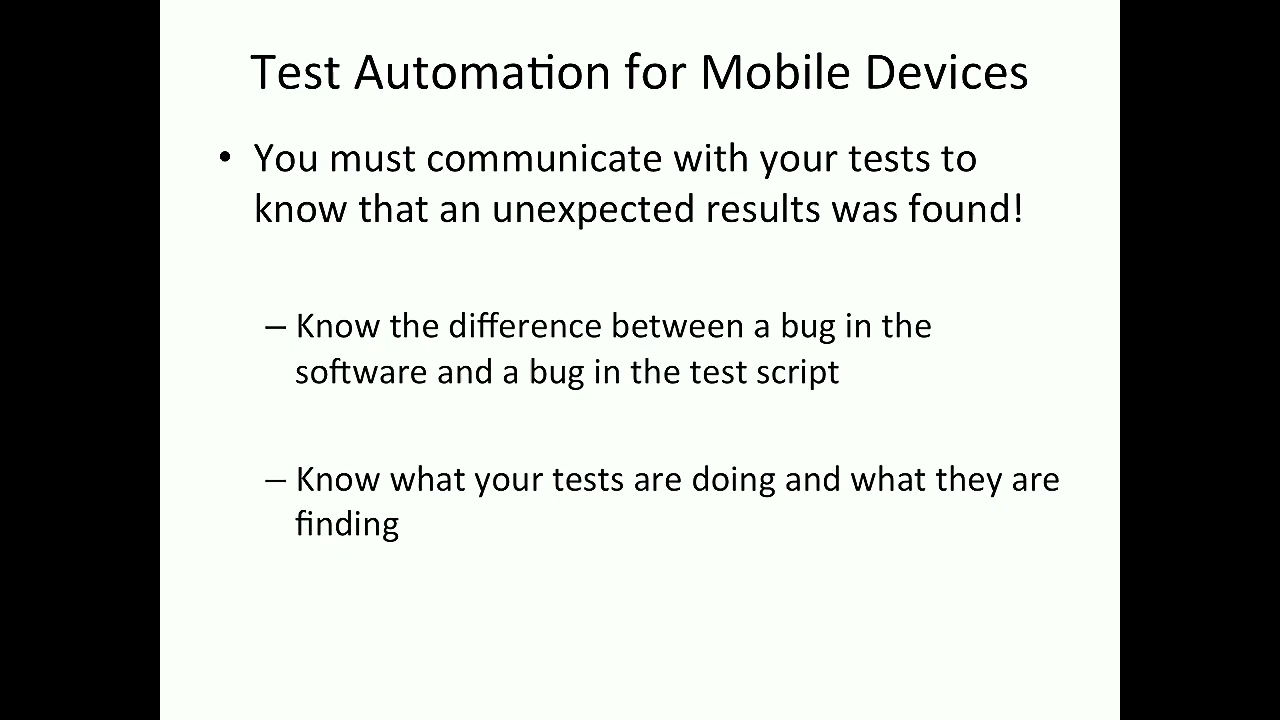 Test Automation for Mobile Devices
• You must communicate with your tests to
know that an unexpected results was found!
– Know the difference between a bug in the
software and a bug in the test script
– Know what your tests are doing and what they are
finding